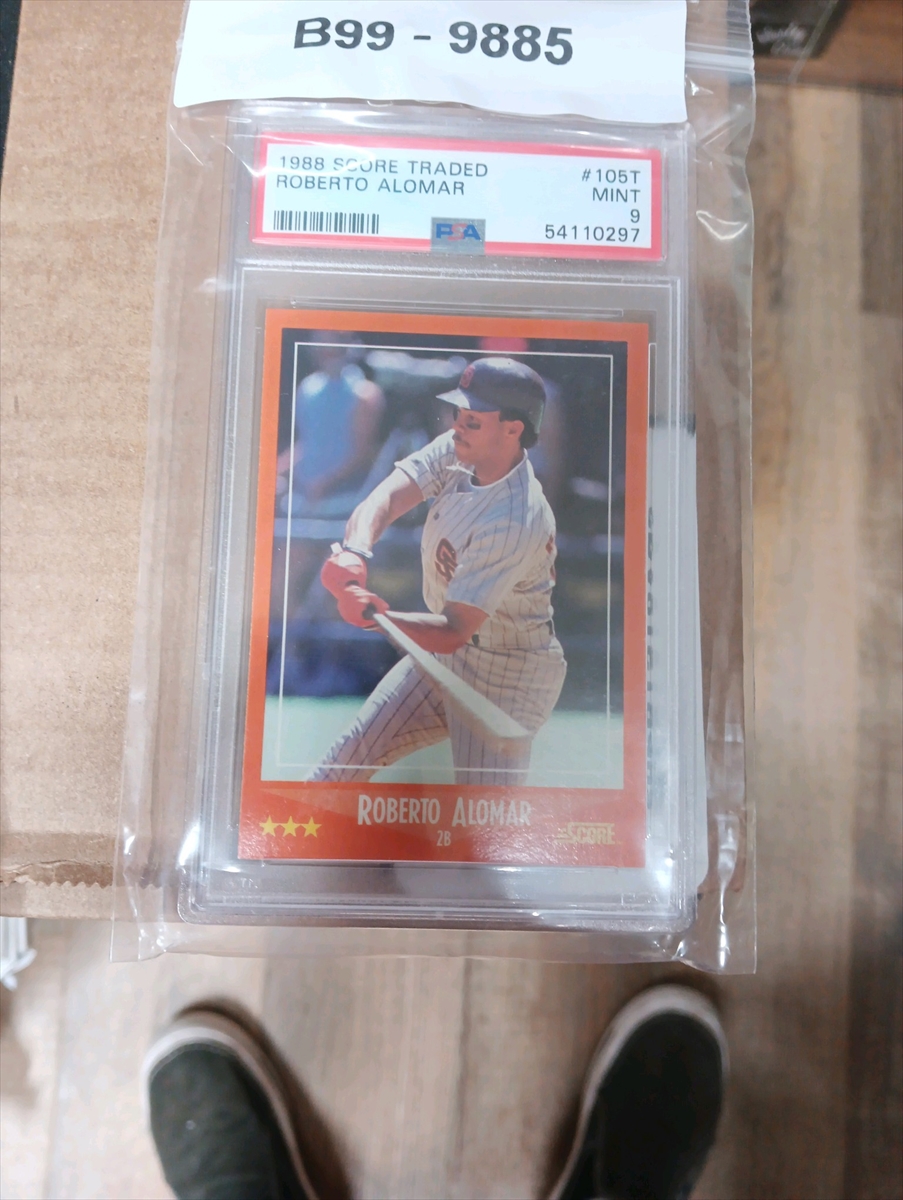 B99 - 9885
1988 SCORE TRADED #105T
ROBERTO ALOMAR MINT
9
PSA 54110297
ROBERTO ALOMAR
2B
SCORE